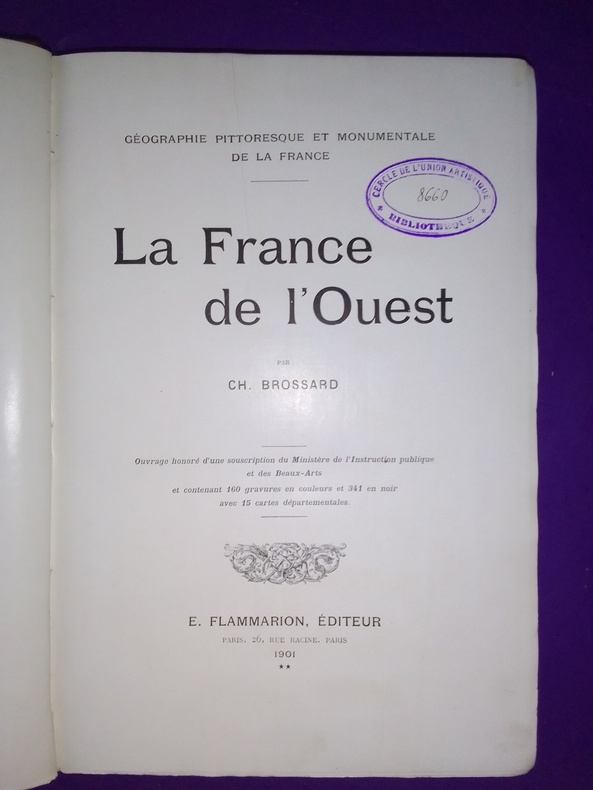 GÉOGRAPHIE PITTORESQUE ET MONUMENTALE
DE LA FRANCE
CERCLE DE L'UNION ARTISTIQUE
8660
BIBLIOTHEQUE
La France
de l'Ouest
PAR
CH. BROSSARD
Ouvrage honoré d'une souscription du Ministère de l'Instruction publique
et des Beaux-Arts
et contenant 160 gravures en couleurs et 341 en noir
avec 15 cartes départementales.
E. FLAMMARION, ÉDITEUR
PARIS, 26, RUE RACINE, PARIS
1901
**